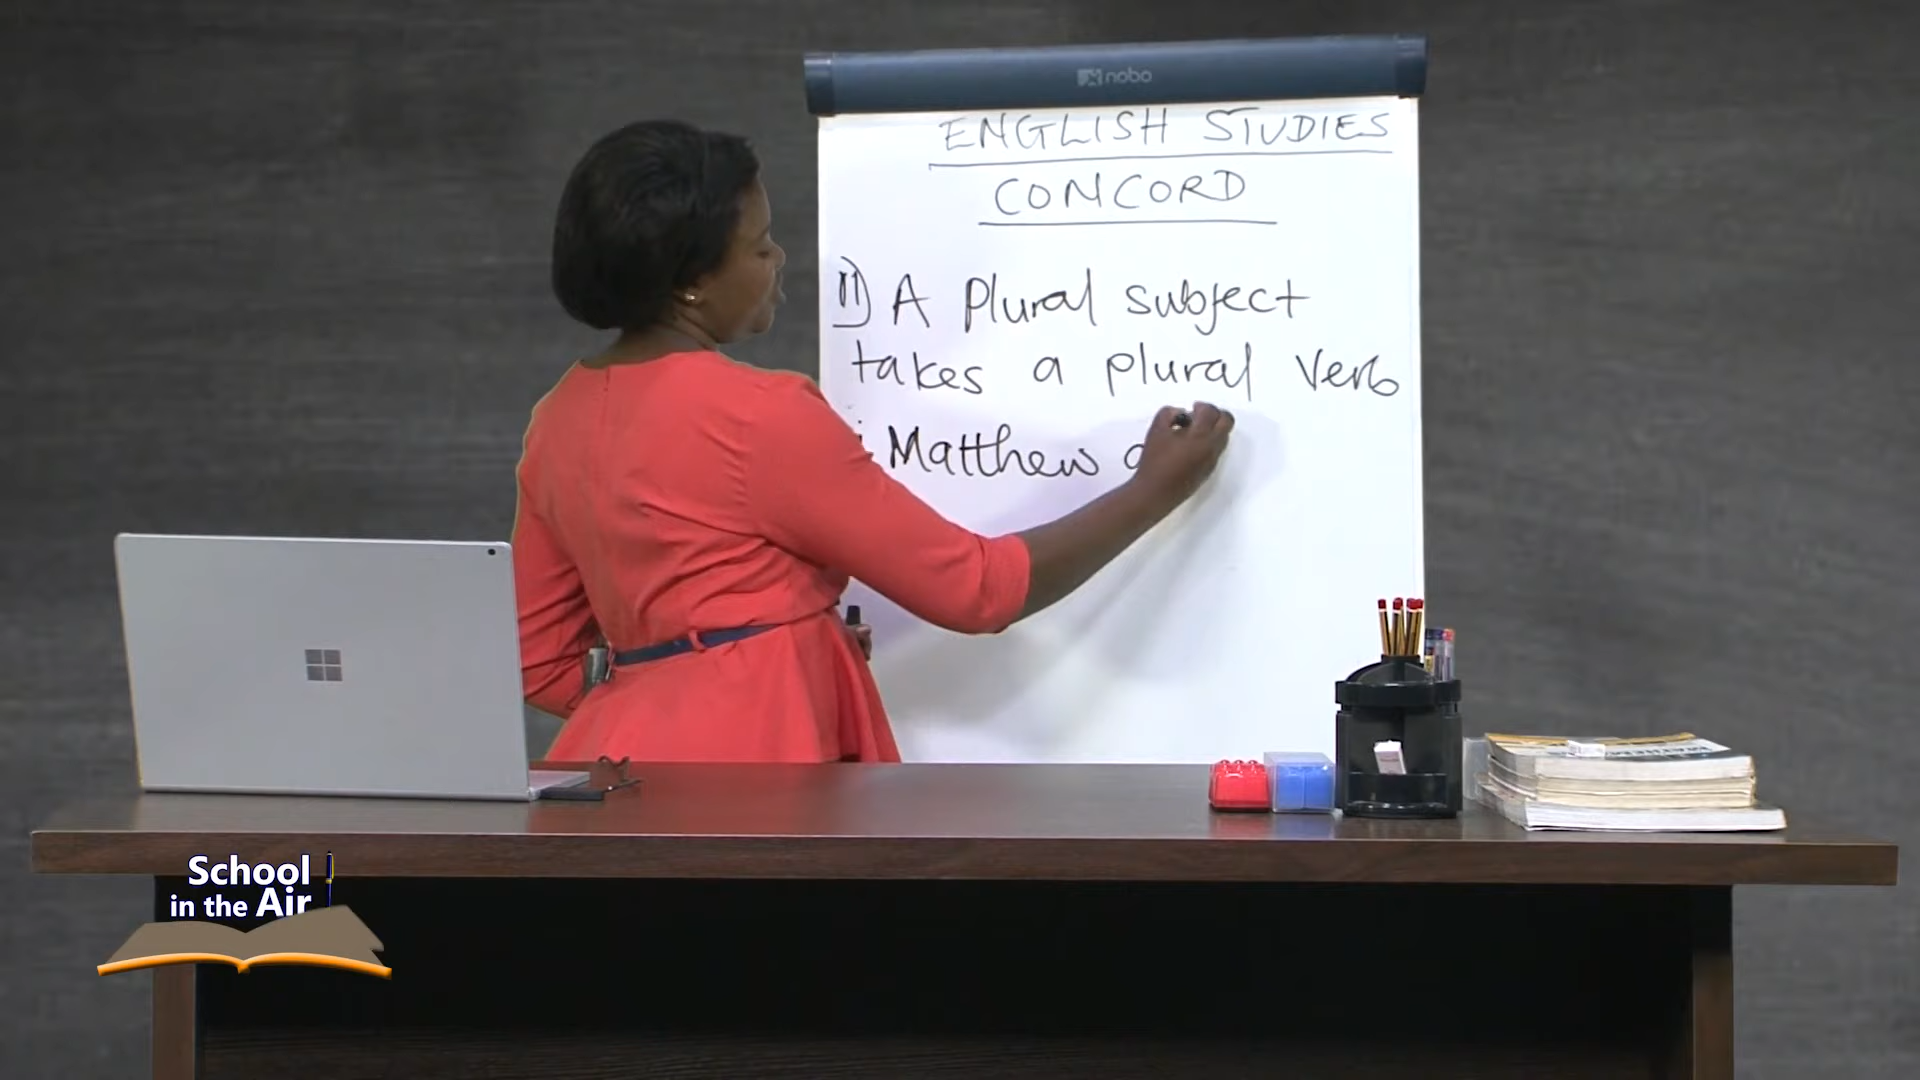 nobo
ENGLISH STUDIES
CONCORD
II) A plural subject
takes a plural verb
Matthew
School
in the Air